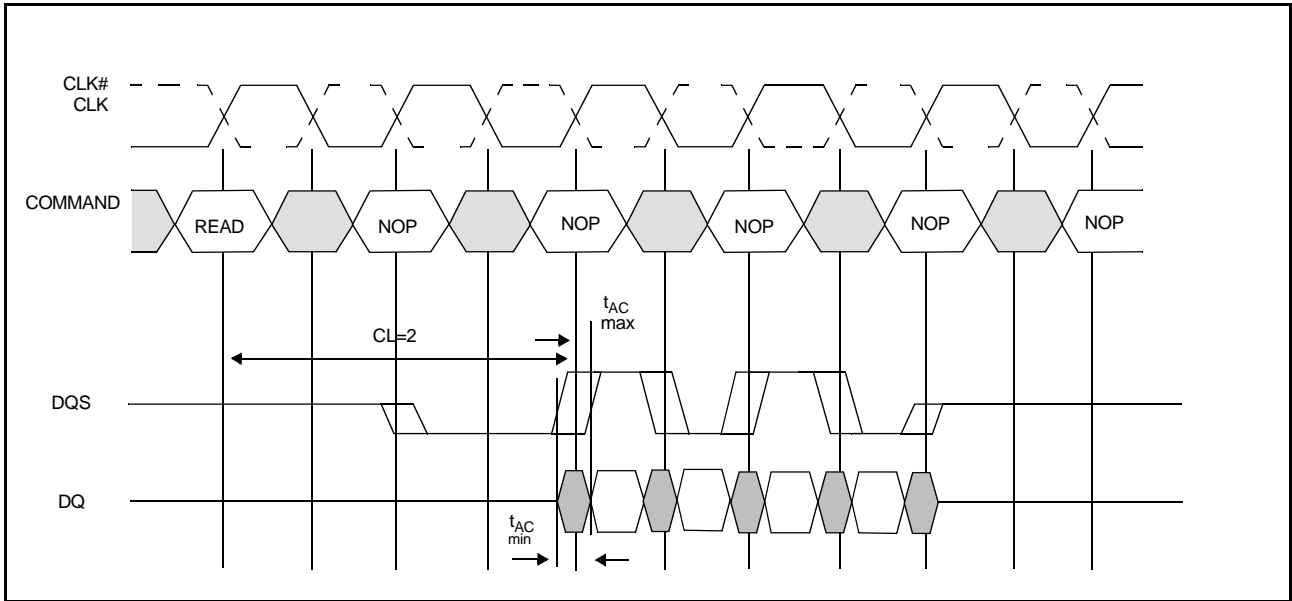 CLK#
CLK
COMMAND
READ
NOP
NOP
NOP
NOP
NOP
tAC
max
CL=2
DQS
DQ
tAC
min